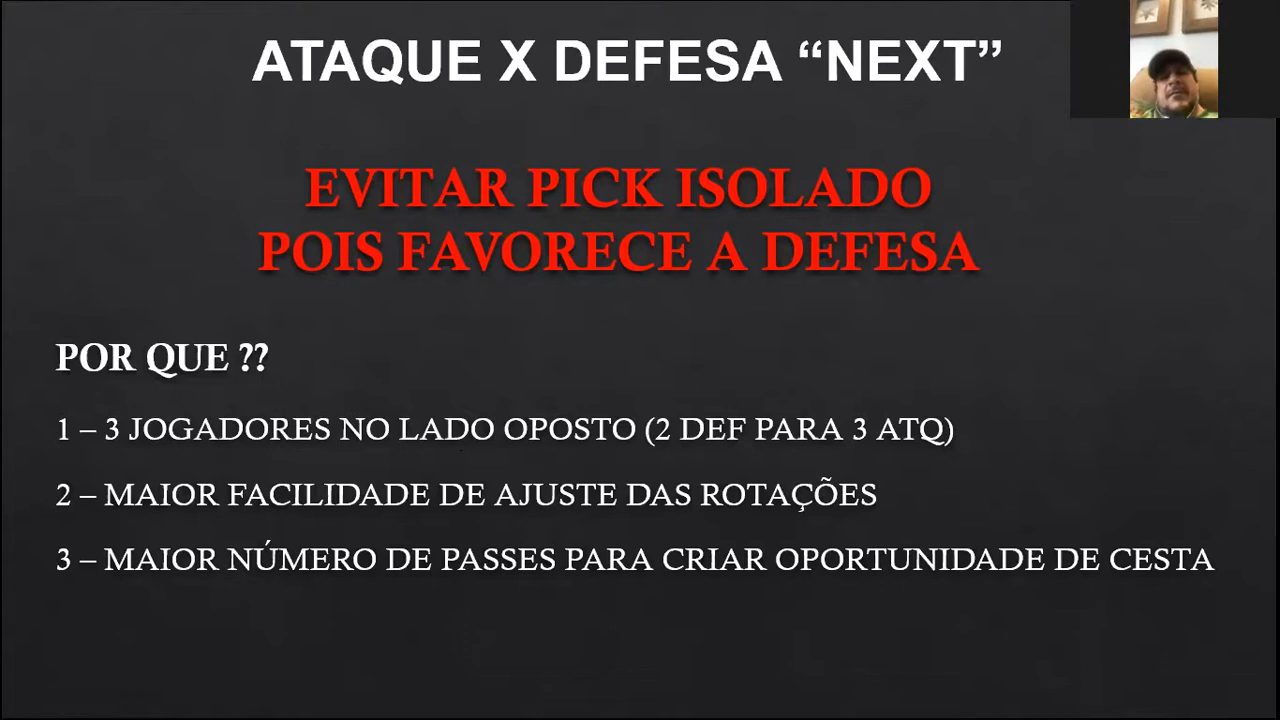 ATAQUE X DEFESA “NEXT”
EVITAR PICK ISOLADO
POIS FAVORECE A DEFESA
POR QUE ??
1 – 3 JOGADORES NO LADO OPOSTO (2 DEF PARA 3 ATQ)
2 – MAIOR FACILIDADE DE AJUSTE DAS ROTAÇÕES
3 – MAIOR NÚMERO DE PASSES PARA CRIAR OPORTUNIDADE DE CESTA